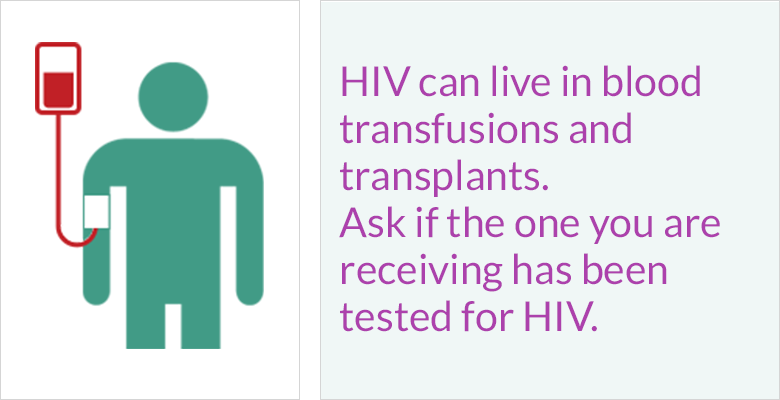 HIV can live in blood
transfusions and
transplants.
Ask if the one you are
receiving has been
tested for HIV.